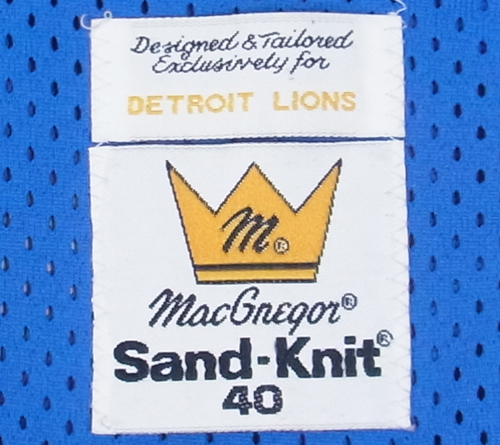 Designed & Tailored
Exclusively for
DETROIT LIONS
M®
MacGregor®
Sand-Knit®
40